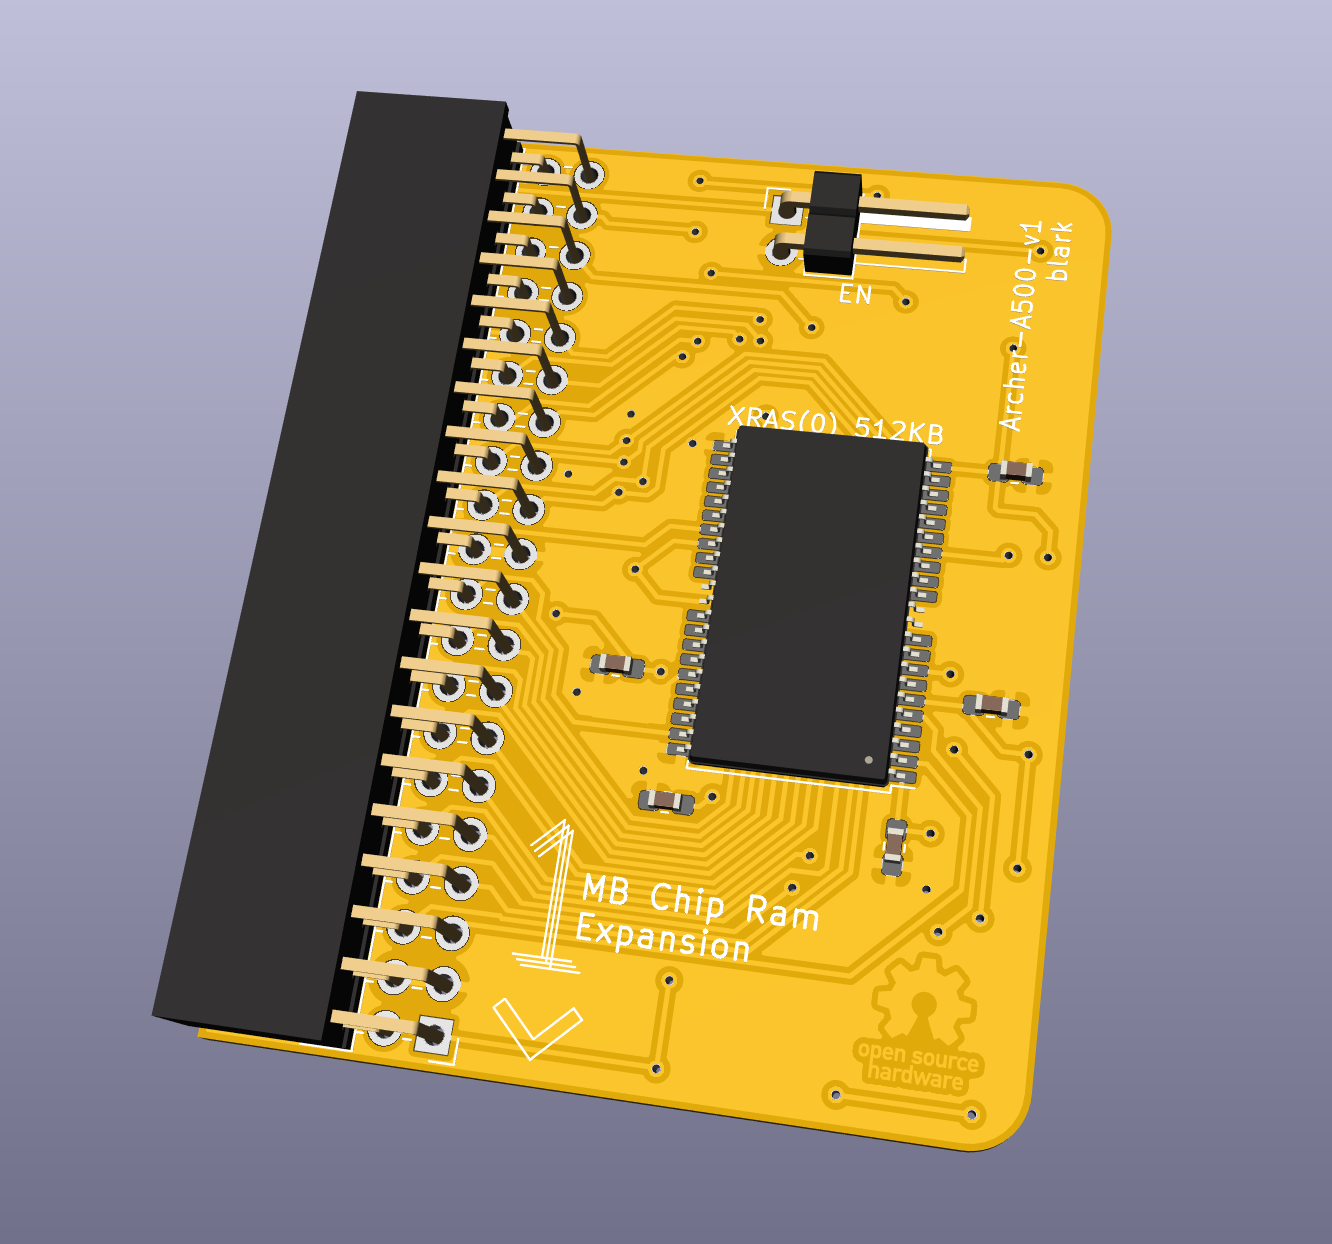 EN
Archer-A500-v1
blark
XRAS(0) 512KB
1
MB Chip Ram
Expansion
open source
hardware